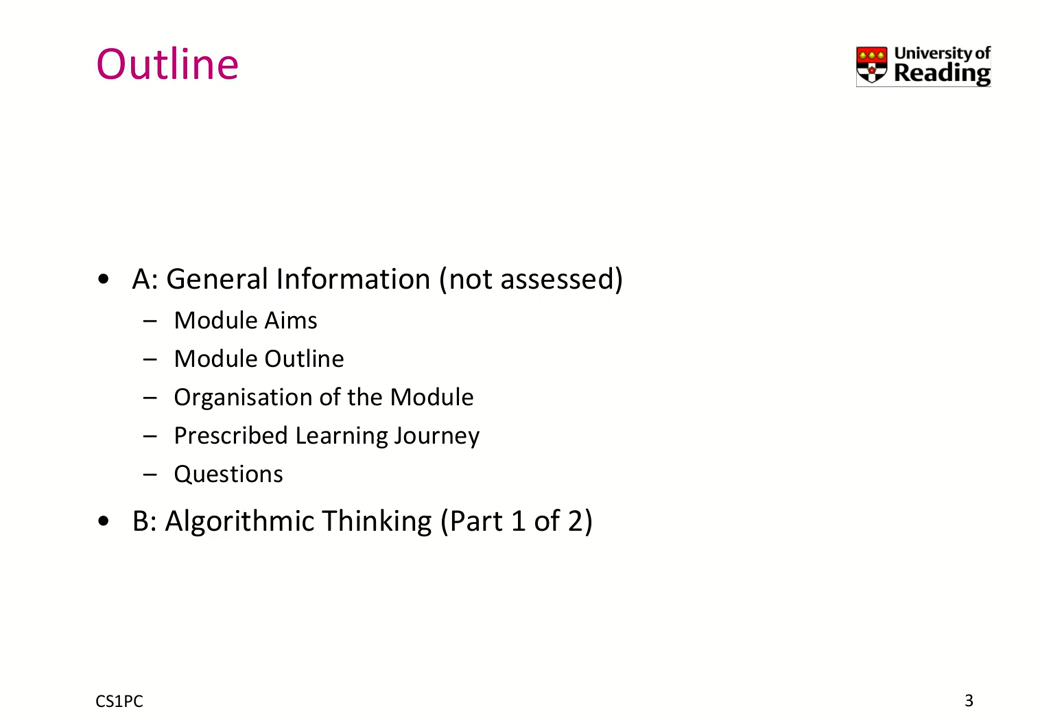 Outline
University of
Reading
• A: General Information (not assessed)
– Module Aims
– Module Outline
– Organisation of the Module
– Prescribed Learning Journey
– Questions
• B: Algorithmic Thinking (Part 1 of 2)
CS1PC
3